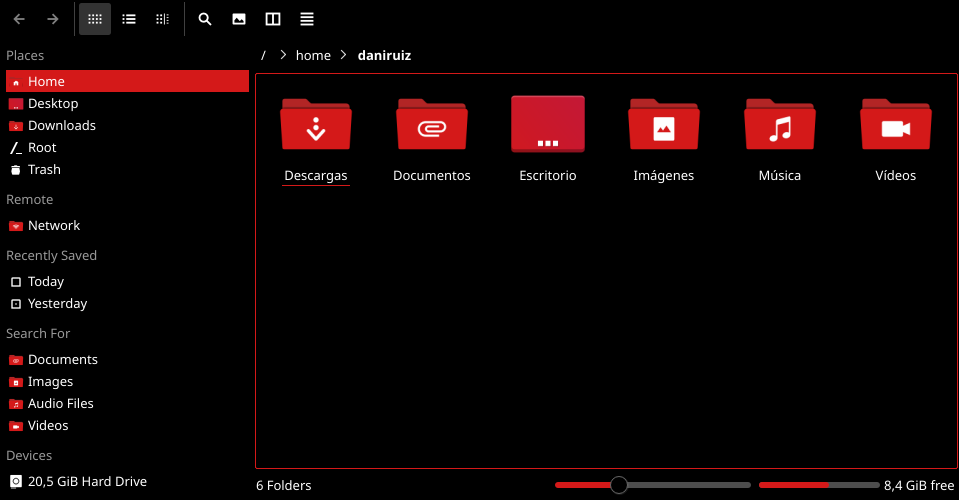 / > home > daniruiz
Places
Home
Desktop
Downloads
Root
Trash
Remote
Network
Recently Saved
Today
Yesterday
Search For
Documents
Images
Audio Files
Videos
Devices
20,5 GiB Hard Drive
Descargas Documentos Escritorio Imágenes Música Vídeos
6 Folders 8,4 GiB free